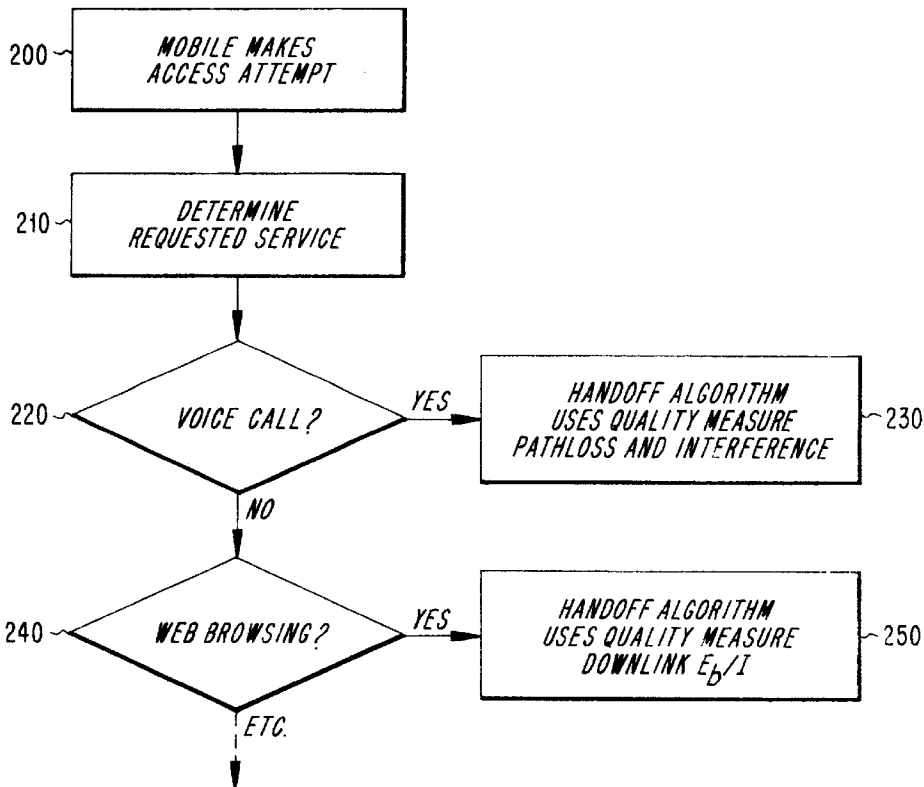 200
MOBILE MAKES
ACCESS ATTEMPT
210
DETERMINE
REQUESTED SERVICE
220
VOICE CALL?
YES
HANDOFF ALGORITHM
USES QUALITY MEASURE
PATHLOSS AND INTERFERENCE
230
NO
240
WEB BROWSING?
YES
HANDOFF ALGORITHM
USES QUALITY MEASURE
DOWNLINK E_b/I
250
ETC.